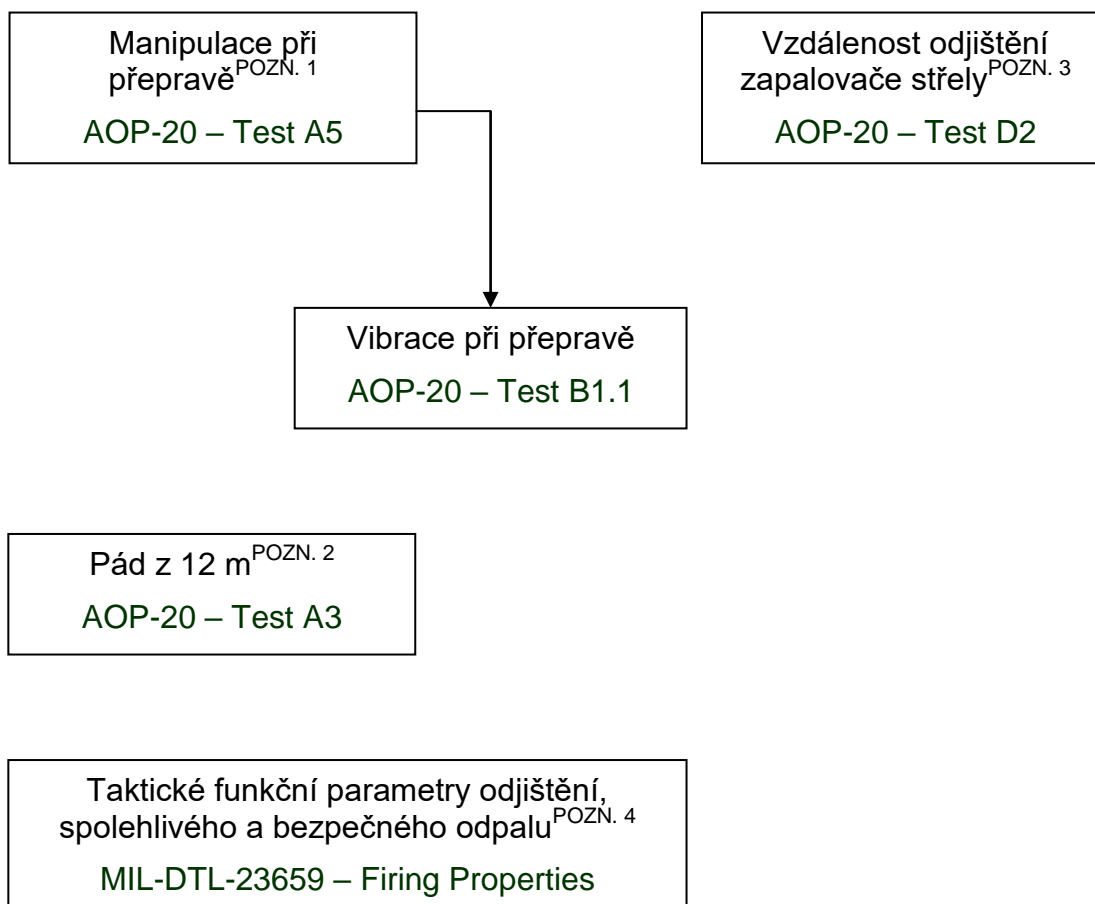 Manipulace při
přepravě POZN. 1
AOP-20 – Test A5
Vzdálenost odjištění
zapalovače střely POZN. 3
AOP-20 – Test D2
Vibrace při přepravě
AOP-20 – Test B1.1
Pád z 12 m POZN. 2
AOP-20 – Test A3
Taktické funkční parametry odjištění,
spolehlivého a bezpečného odpalu POZN. 4
MIL-DTL-23659 – Firing Properties